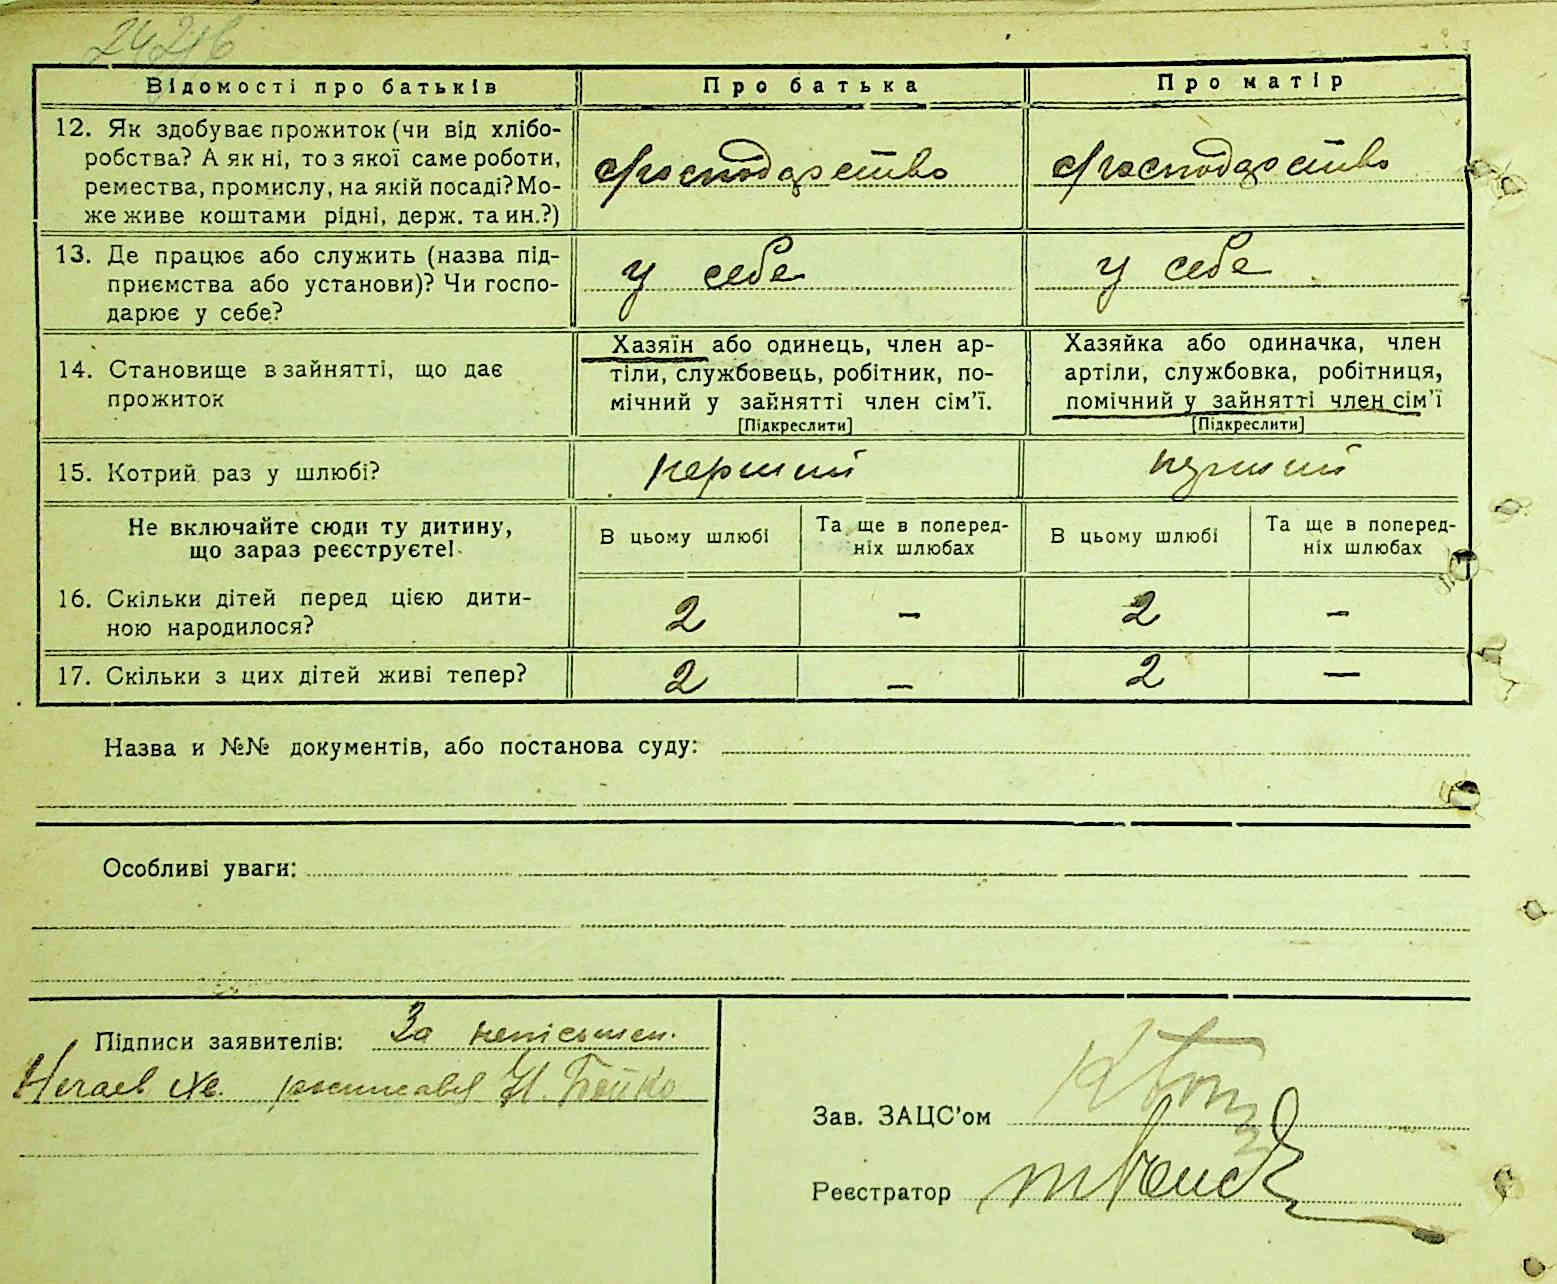 Відомості про батьків
Про батька
Про матір
12. Як здобуває прожиток (чи від хлібо-
робства? А як ні, то з якої саме роботи,
ремества, промислу, на якій посаді? Мо-
же живе коштами рідні, держ. та ин.?)
господарство
господарство
13. Де працює або служить (назва під-
приємства або установи)? Чи госпо-
дарює у себе?
у себе
у себе
14. Становище в зайнятті, що дає
прожиток
Хазяїн або одинець, член ар-
тіли, службовець, робітник, по-
мічний у зайнятті член сім'ї.
[Підкреслити]
Хазяйка або одиначка, член
артіли, службовка, робітниця,
помічний у зайнятті член сім'ї
[Підкреслити]
15. Котрий раз у шлюбі?
перший
перший
Не включайте сюди ту дитину,
що зараз реєструєте!
В цьому шлюбі
Та ще в поперед-
ніх шлюбах
В цьому шлюбі
Та ще в поперед-
ніх шлюбах
16. Скільки дітей перед цією дити-
ною народилося?
2
–
2
–
17. Скільки з цих дітей живі тепер?
2
–
2
–
Назва и №№ документів, або постанова суду:
Особливі уваги:
Підписи заявителів: За неписьмен.
росписався Н. Бойко
Зав. ЗАЦС'ом
Реєстратор